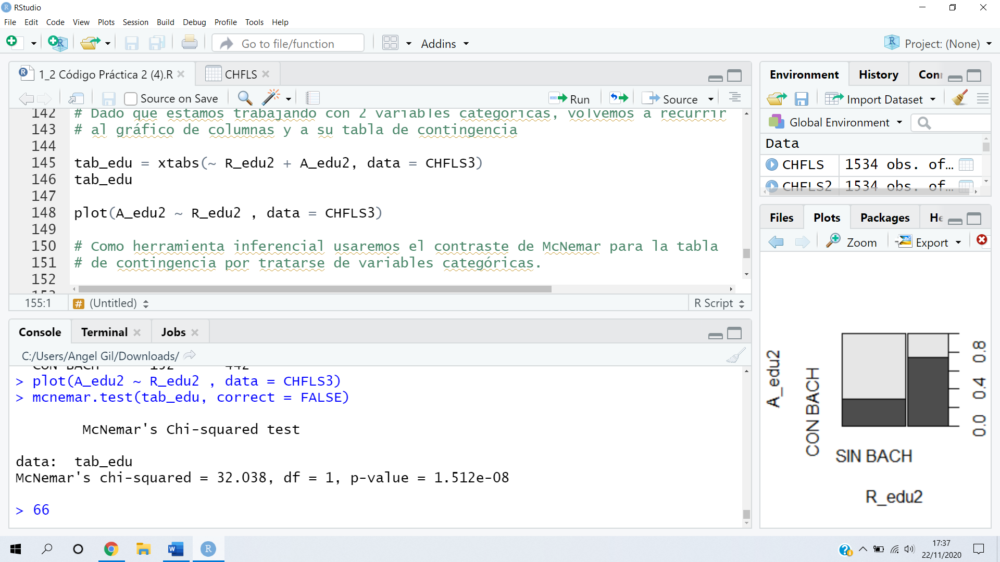 RStudio
File Edit Code View Plots Session Build Debug Profile Tools Help
Go to file/function Addins Project: (None)
1_2 Código Práctica 2 (4).R CHFLS
Source on Save Run Source
142 # Dado que estamos trabajando con 2 variables categóricas, volvemos a recurrir
143 # al gráfico de columnas y a su tabla de contingencia
144
145 tab_edu = xtabs(~ R_edu2 + A_edu2, data = CHFLS3)
146 tab_edu
147
148 plot(A_edu2 ~ R_edu2 , data = CHFLS3)
149
150 # Como herramienta inferencial usaremos el contraste de McNemar para la tabla
151 # de contingencia por tratarse de variables categóricas.
152
155:1 # (Untitled) R Script
Console Terminal Jobs
C:/Users/Angel Gil/Downloads/
CON BACH 192 442
> plot(A_edu2 ~ R_edu2 , data = CHFLS3)
> mcnemar.test(tab_edu, correct = FALSE)
McNemar's Chi-squared test
data: tab_edu
McNemar's chi-squared = 32.038, df = 1, p-value = 1.512e-08
> 66
Environment History Con
Import Dataset
Global Environment
Data
CHFLS 1534 obs. of…
CHFLS2 1534 obs. of…
Files Plots Packages He
Zoom Export
A_edu2
CON BACH
0.0 0.4 0.8
SIN BACH
R_edu2
17:37
22/11/2020